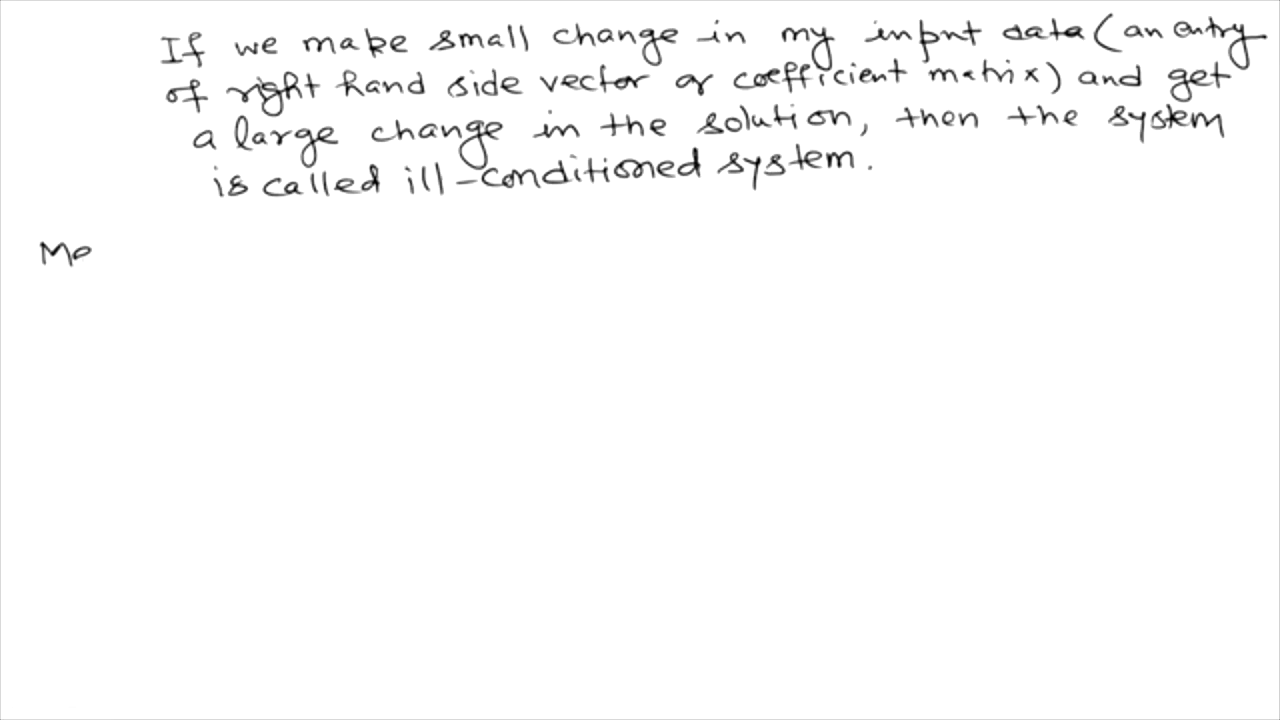 If we make small change in my input data (an entry
of right hand side vector or coefficient matrix) and get
a large change in the solution, then the system
is called ill-conditioned system.
Mo